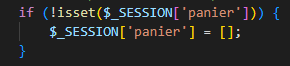 if (!isset($_SESSION['panier'])) {
    $_SESSION['panier'] = [];
}